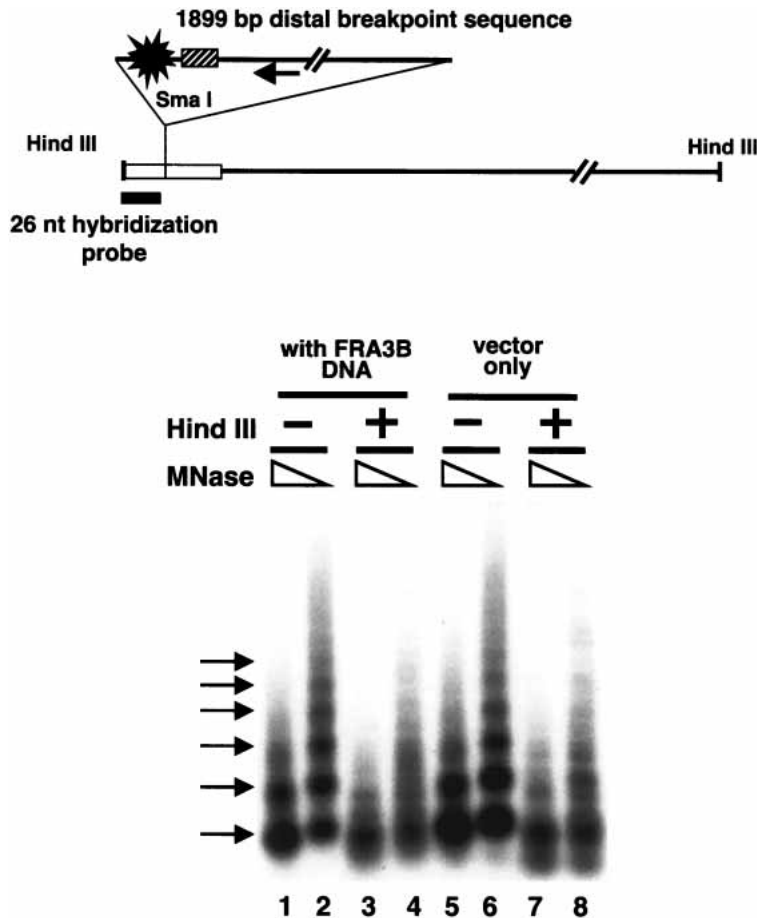 1899 bp distal breakpoint sequence
Sma I
Hind III
Hind III
26 nt hybridization
probe
with FRA3B
DNA
vector
only
Hind III − + − +
MNase
1 2 3 4 5 6 7 8